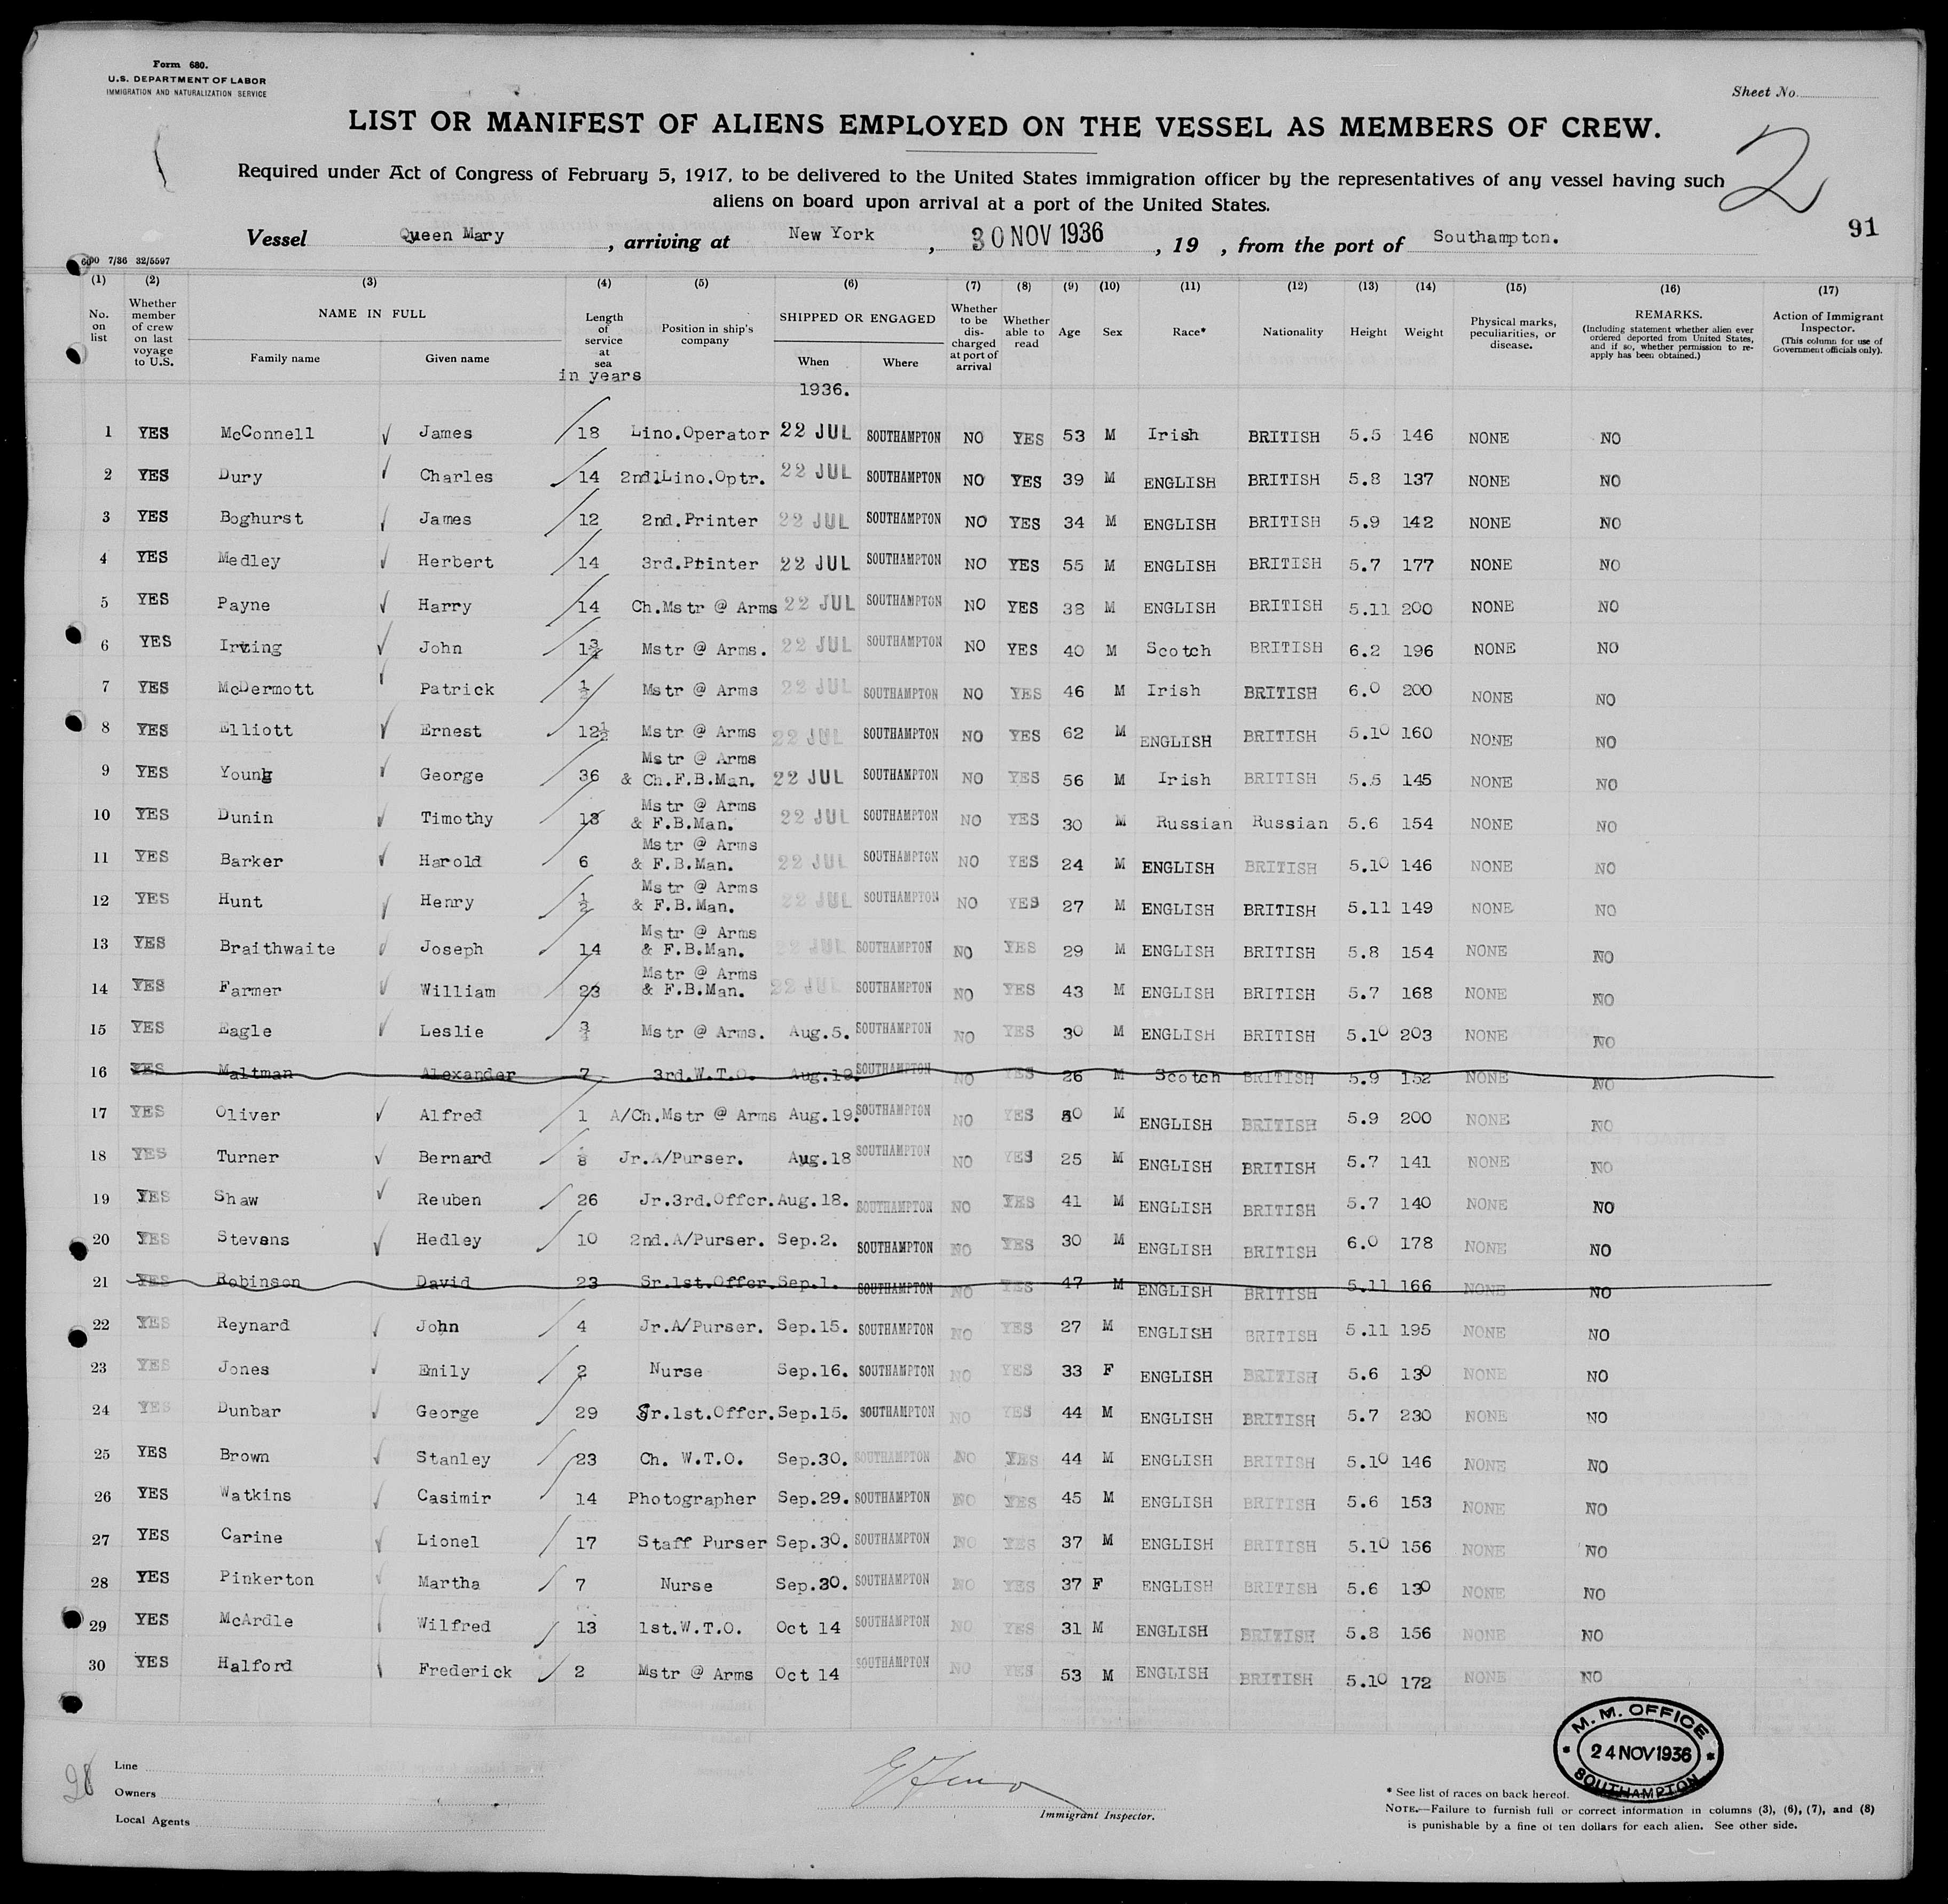 Form 680.
U.S. DEPARTMENT OF LABOR
IMMIGRATION AND NATURALIZATION SERVICE
Sheet No.
LIST OR MANIFEST OF ALIENS EMPLOYED ON THE VESSEL AS MEMBERS OF CREW.
2
Required under Act of Congress of February 5, 1917, to be delivered to the United States immigration officer by the representatives of any vessel having such
aliens on board upon arrival at a port of the United States.
91
Vessel Queen Mary, arriving at New York, 30 NOV 1936, 19 , from the port of Southampton.
7/36 32/5597
(1) (2) (3) (4) (5) (6) (7) (8) (9) (10) (11) (12) (13) (14) (15) (16) (17)
No. on list
Whether member of crew on last voyage to U.S.
NAME IN FULL
Family name
Given name
Length of service at sea
in years
Position in ship's company
SHIPPED OR ENGAGED
When
1936.
Where
Whether to be discharged at port of arrival
Whether able to read
Age
Sex
Race*
Nationality
Height
Weight
Physical marks, peculiarities, or disease.
REMARKS.
(Including statement whether alien ever ordered deported from United States, and if so, whether permission to reapply has been obtained.)
Action of Immigrant Inspector.
(This column for use of Government officials only).
1 YES McConnell James 18 Lino.Operator 22 JUL SOUTHAMPTON NO YES 53 M Irish BRITISH 5.5 146 NONE NO
2 YES Dury Charles 14 2nd.Lino.Optr. 22 JUL SOUTHAMPTON NO YES 39 M ENGLISH BRITISH 5.8 137 NONE NO
3 YES Boghurst James 12 2nd.Printer 22 JUL SOUTHAMPTON NO YES 34 M ENGLISH BRITISH 5.9 142 NONE NO
4 YES Medley Herbert 14 3rd.Printer 22 JUL SOUTHAMPTON NO YES 55 M ENGLISH BRITISH 5.7 177 NONE NO
5 YES Payne Harry 14 Ch.Mstr @ Arms 22 JUL SOUTHAMPTON NO YES 38 M ENGLISH BRITISH 5.11 200 NONE NO
6 YES Irving John 1¾ Mstr @ Arms. 22 JUL SOUTHAMPTON NO YES 40 M Scotch BRITISH 6.2 196 NONE NO
7 YES McDermott Patrick ½ Mstr @ Arms 22 JUL SOUTHAMPTON NO YES 46 M Irish BRITISH 6.0 200 NONE NO
8 YES Elliott Ernest 12½ Mstr @ Arms 22 JUL SOUTHAMPTON NO YES 62 M ENGLISH BRITISH 5.10 160 NONE NO
9 YES Young George 36 Mstr @ Arms & Ch.F.B.Man. 22 JUL SOUTHAMPTON NO YES 56 M Irish BRITISH 5.5 145 NONE NO
10 YES Dunin Timothy 13 Mstr @ Arms & F.B.Man. 22 JUL SOUTHAMPTON NO YES 30 M Russian Russian 5.6 154 NONE NO
11 YES Barker Harold 6 Mstr @ Arms & F.B.Man. 22 JUL SOUTHAMPTON NO YES 24 M ENGLISH BRITISH 5.10 146 NONE NO
12 YES Hunt Henry ½ Mstr @ Arms & F.B.Man. 22 JUL SOUTHAMPTON NO YES 27 M ENGLISH BRITISH 5.11 149 NONE NO
13 YES Braithwaite Joseph 14 Mstr @ Arms & F.B.Man. 22 JUL SOUTHAMPTON NO YES 29 M ENGLISH BRITISH 5.8 154 NONE NO
14 YES Farmer William 23 Mstr @ Arms & F.B.Man. 22 JUL SOUTHAMPTON NO YES 43 M ENGLISH BRITISH 5.7 168 NONE NO
15 YES Eagle Leslie ¾ Mstr @ Arms. Aug.5. SOUTHAMPTON NO YES 30 M ENGLISH BRITISH 5.10 203 NONE NO
16 YES Maltman Alexander 7 3rd.W.T.O. Aug.19. SOUTHAMPTON NO YES 26 M Scotch BRITISH 5.9 152 NONE NO
17 YES Oliver Alfred 1 A/Ch.Mstr @ Arms Aug.19. SOUTHAMPTON NO YES M ENGLISH BRITISH 5.9 200 NONE NO
18 YES Turner Bernard Jr.A/Purser. Aug.18 SOUTHAMPTON NO YES 25 M ENGLISH BRITISH 5.7 141 NONE NO
19 YES Shaw Reuben 26 Jr.3rd.Offcr. Aug.18. SOUTHAMPTON NO YES 41 M ENGLISH BRITISH 5.7 140 NONE NO
20 YES Stevens Hedley 10 2nd.A/Purser. Sep.2. SOUTHAMPTON NO YES 30 M ENGLISH BRITISH 6.0 178 NONE NO
21 YES Robinson David 23 Sr.1st.Offcr. Sep.1. SOUTHAMPTON NO YES 47 M ENGLISH BRITISH 5.11 166 NONE NO
22 YES Reynard John 4 Jr.A/Purser. Sep.15. SOUTHAMPTON NO YES 27 M ENGLISH BRITISH 5.11 195 NONE NO
23 YES Jones Emily 2 Nurse Sep.16. SOUTHAMPTON NO YES 33 F ENGLISH BRITISH 5.6 130 NONE NO
24 YES Dunbar George 29 Sr.1st.Offcr. Sep.15. SOUTHAMPTON NO YES 44 M ENGLISH BRITISH 5.7 230 NONE NO
25 YES Brown Stanley 23 Ch. W.T.O. Sep.30. SOUTHAMPTON NO YES 44 M ENGLISH BRITISH 5.10 146 NONE NO
26 YES Watkins Casimir 14 Photographer Sep.29. SOUTHAMPTON NO YES 45 M ENGLISH BRITISH 5.6 153 NONE NO
27 YES Carine Lionel 17 Staff Purser Sep.30. SOUTHAMPTON NO YES 37 M ENGLISH BRITISH 5.10 156 NONE NO
28 YES Pinkerton Martha 7 Nurse Sep.30. SOUTHAMPTON NO YES 37 F ENGLISH BRITISH 5.6 130 NONE NO
29 YES McArdle Wilfred 13 1st.W.T.O. Oct 14 SOUTHAMPTON NO YES 31 M ENGLISH BRITISH 5.8 156 NONE NO
30 YES Halford Frederick 2 Mstr @ Arms Oct 14 SOUTHAMPTON NO YES 53 M ENGLISH BRITISH 5.10 172 NONE NO
M. M. OFFICE
24 NOV 1936
SOUTHAMPTON
28
Line
Owners
Local Agents
Immigrant Inspector.
* See list of races on back hereof.
NOTE.—Failure to furnish full or correct information in columns (3), (6), (7), and (8)
is punishable by a fine of ten dollars for each alien. See other side.